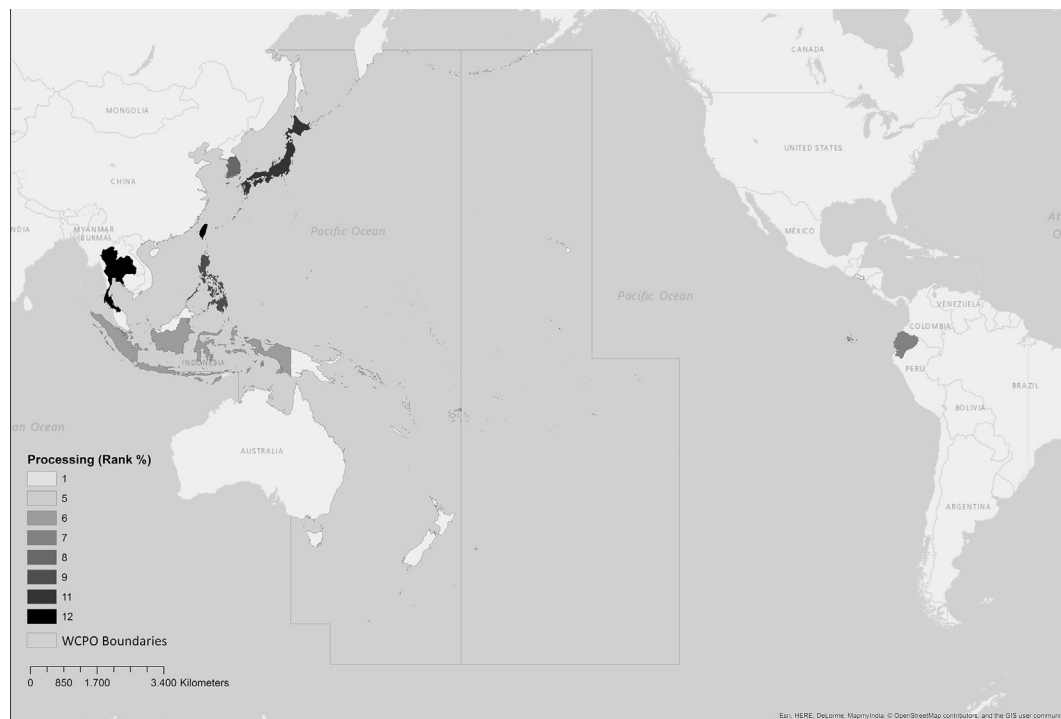 CANADA
MONGOLIA
UNITED STATES
CHINA
NDIA
MYANMAR
(BURMA)
Pacific Ocean
MÉXICO
At
O
Pacific Ocean
VENEZUELA
COLOMBIA
INDONESIA
PERÚ
BRAZIL
BOLIVIA
an Ocean
AUSTRALIA
ARGENTINA
Processing (Rank %)
1
5
6
7
8
9
11
12
WCPO Boundaries
0 850 1.700 3.400 Kilometers
Esri, HERE, DeLorme, MapmyIndia, © OpenStreetMap contributors, and the GIS user commun